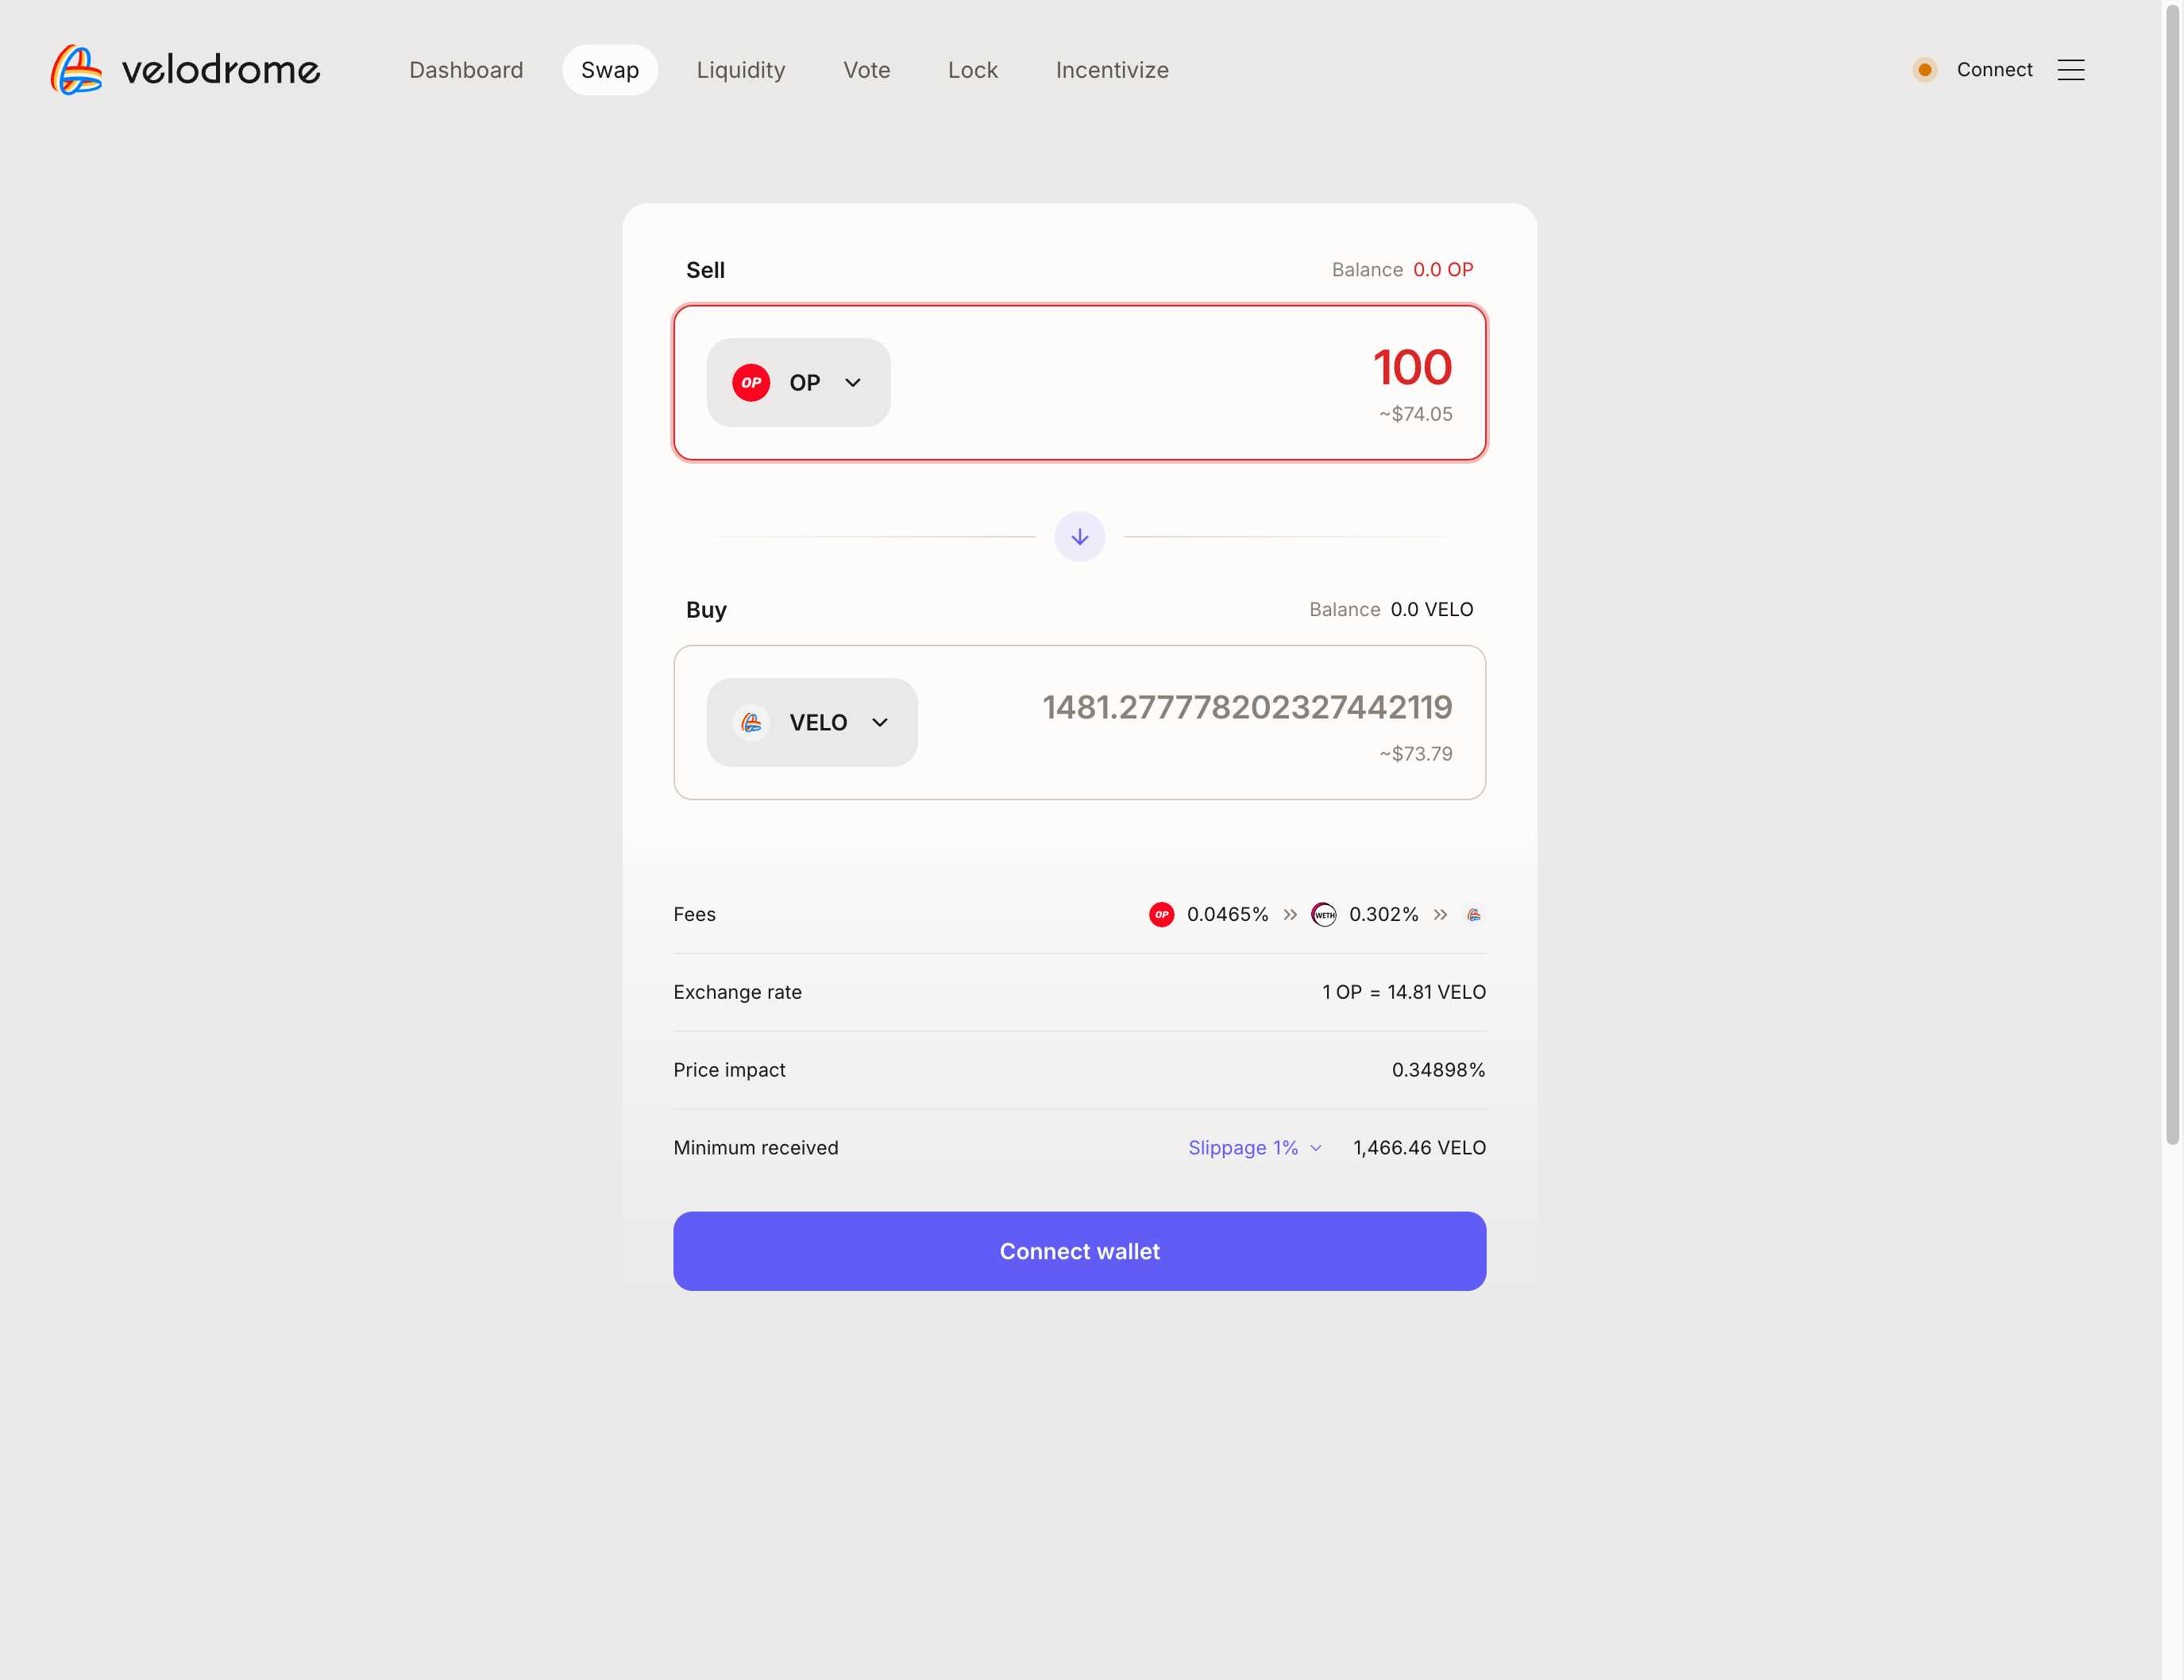 velodrome Dashboard Swap Liquidity Vote Lock Incentivize Connect
Sell Balance 0.0 OP
OP OP 100
~$74.05
Buy Balance 0.0 VELO
VELO 1481.277778202327442119
~$73.79
Fees OP 0.0465% WETH 0.302%
Exchange rate 1 OP = 14.81 VELO
Price impact 0.34898%
Minimum received Slippage 1% 1,466.46 VELO
Connect wallet